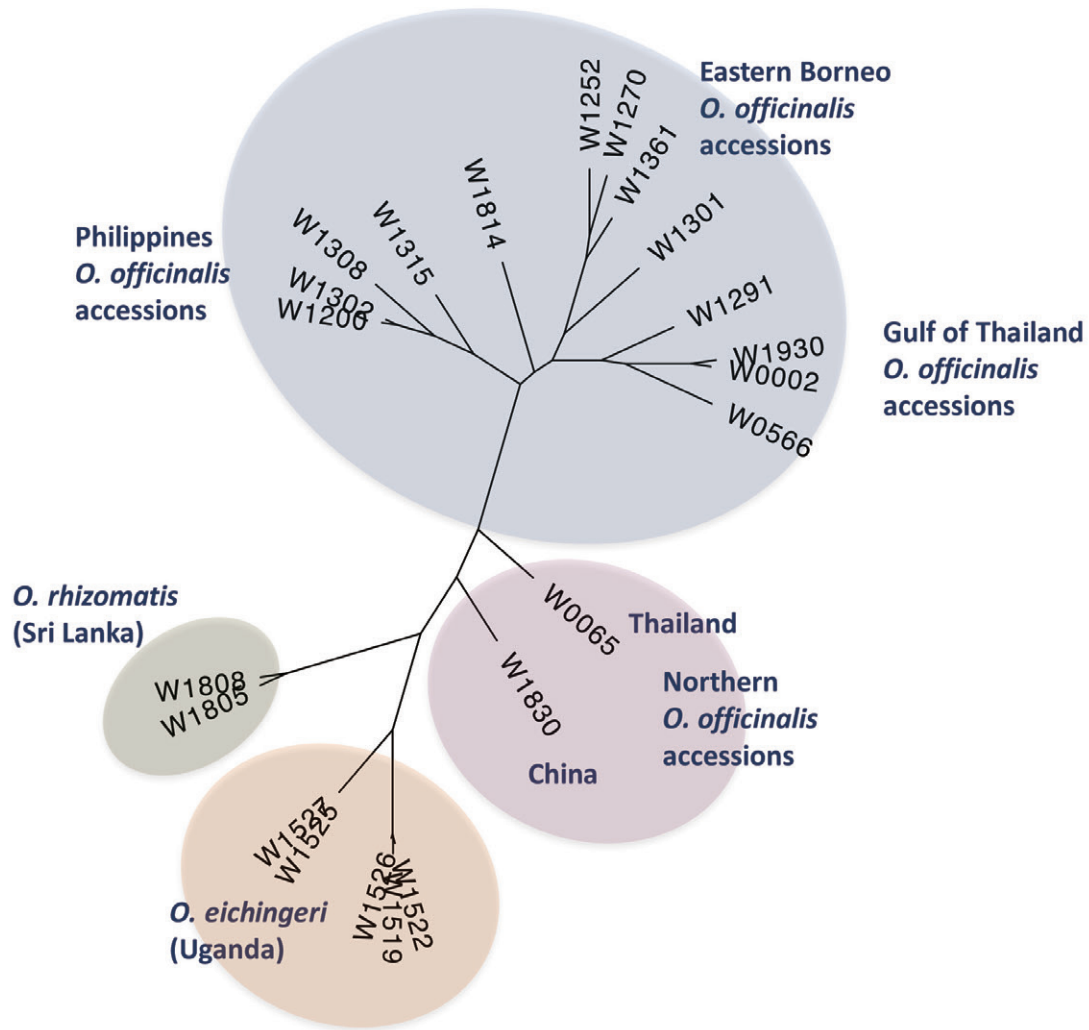 Eastern Borneo
O. officinalis
accessions
W1252
W1270
W1361
W1814
W1301
W1315
W1308
W1302
W1200
Philippines
O. officinalis
accessions
W1291
W1930
W0002
W0566
Gulf of Thailand
O. officinalis
accessions
O. rhizomatis
(Sri Lanka)
W1808
W1805
W0065
Thailand
W1830
China
Northern
O. officinalis
accessions
W1527
W1525
W1526
W1519
W1522
O. eichingeri
(Uganda)